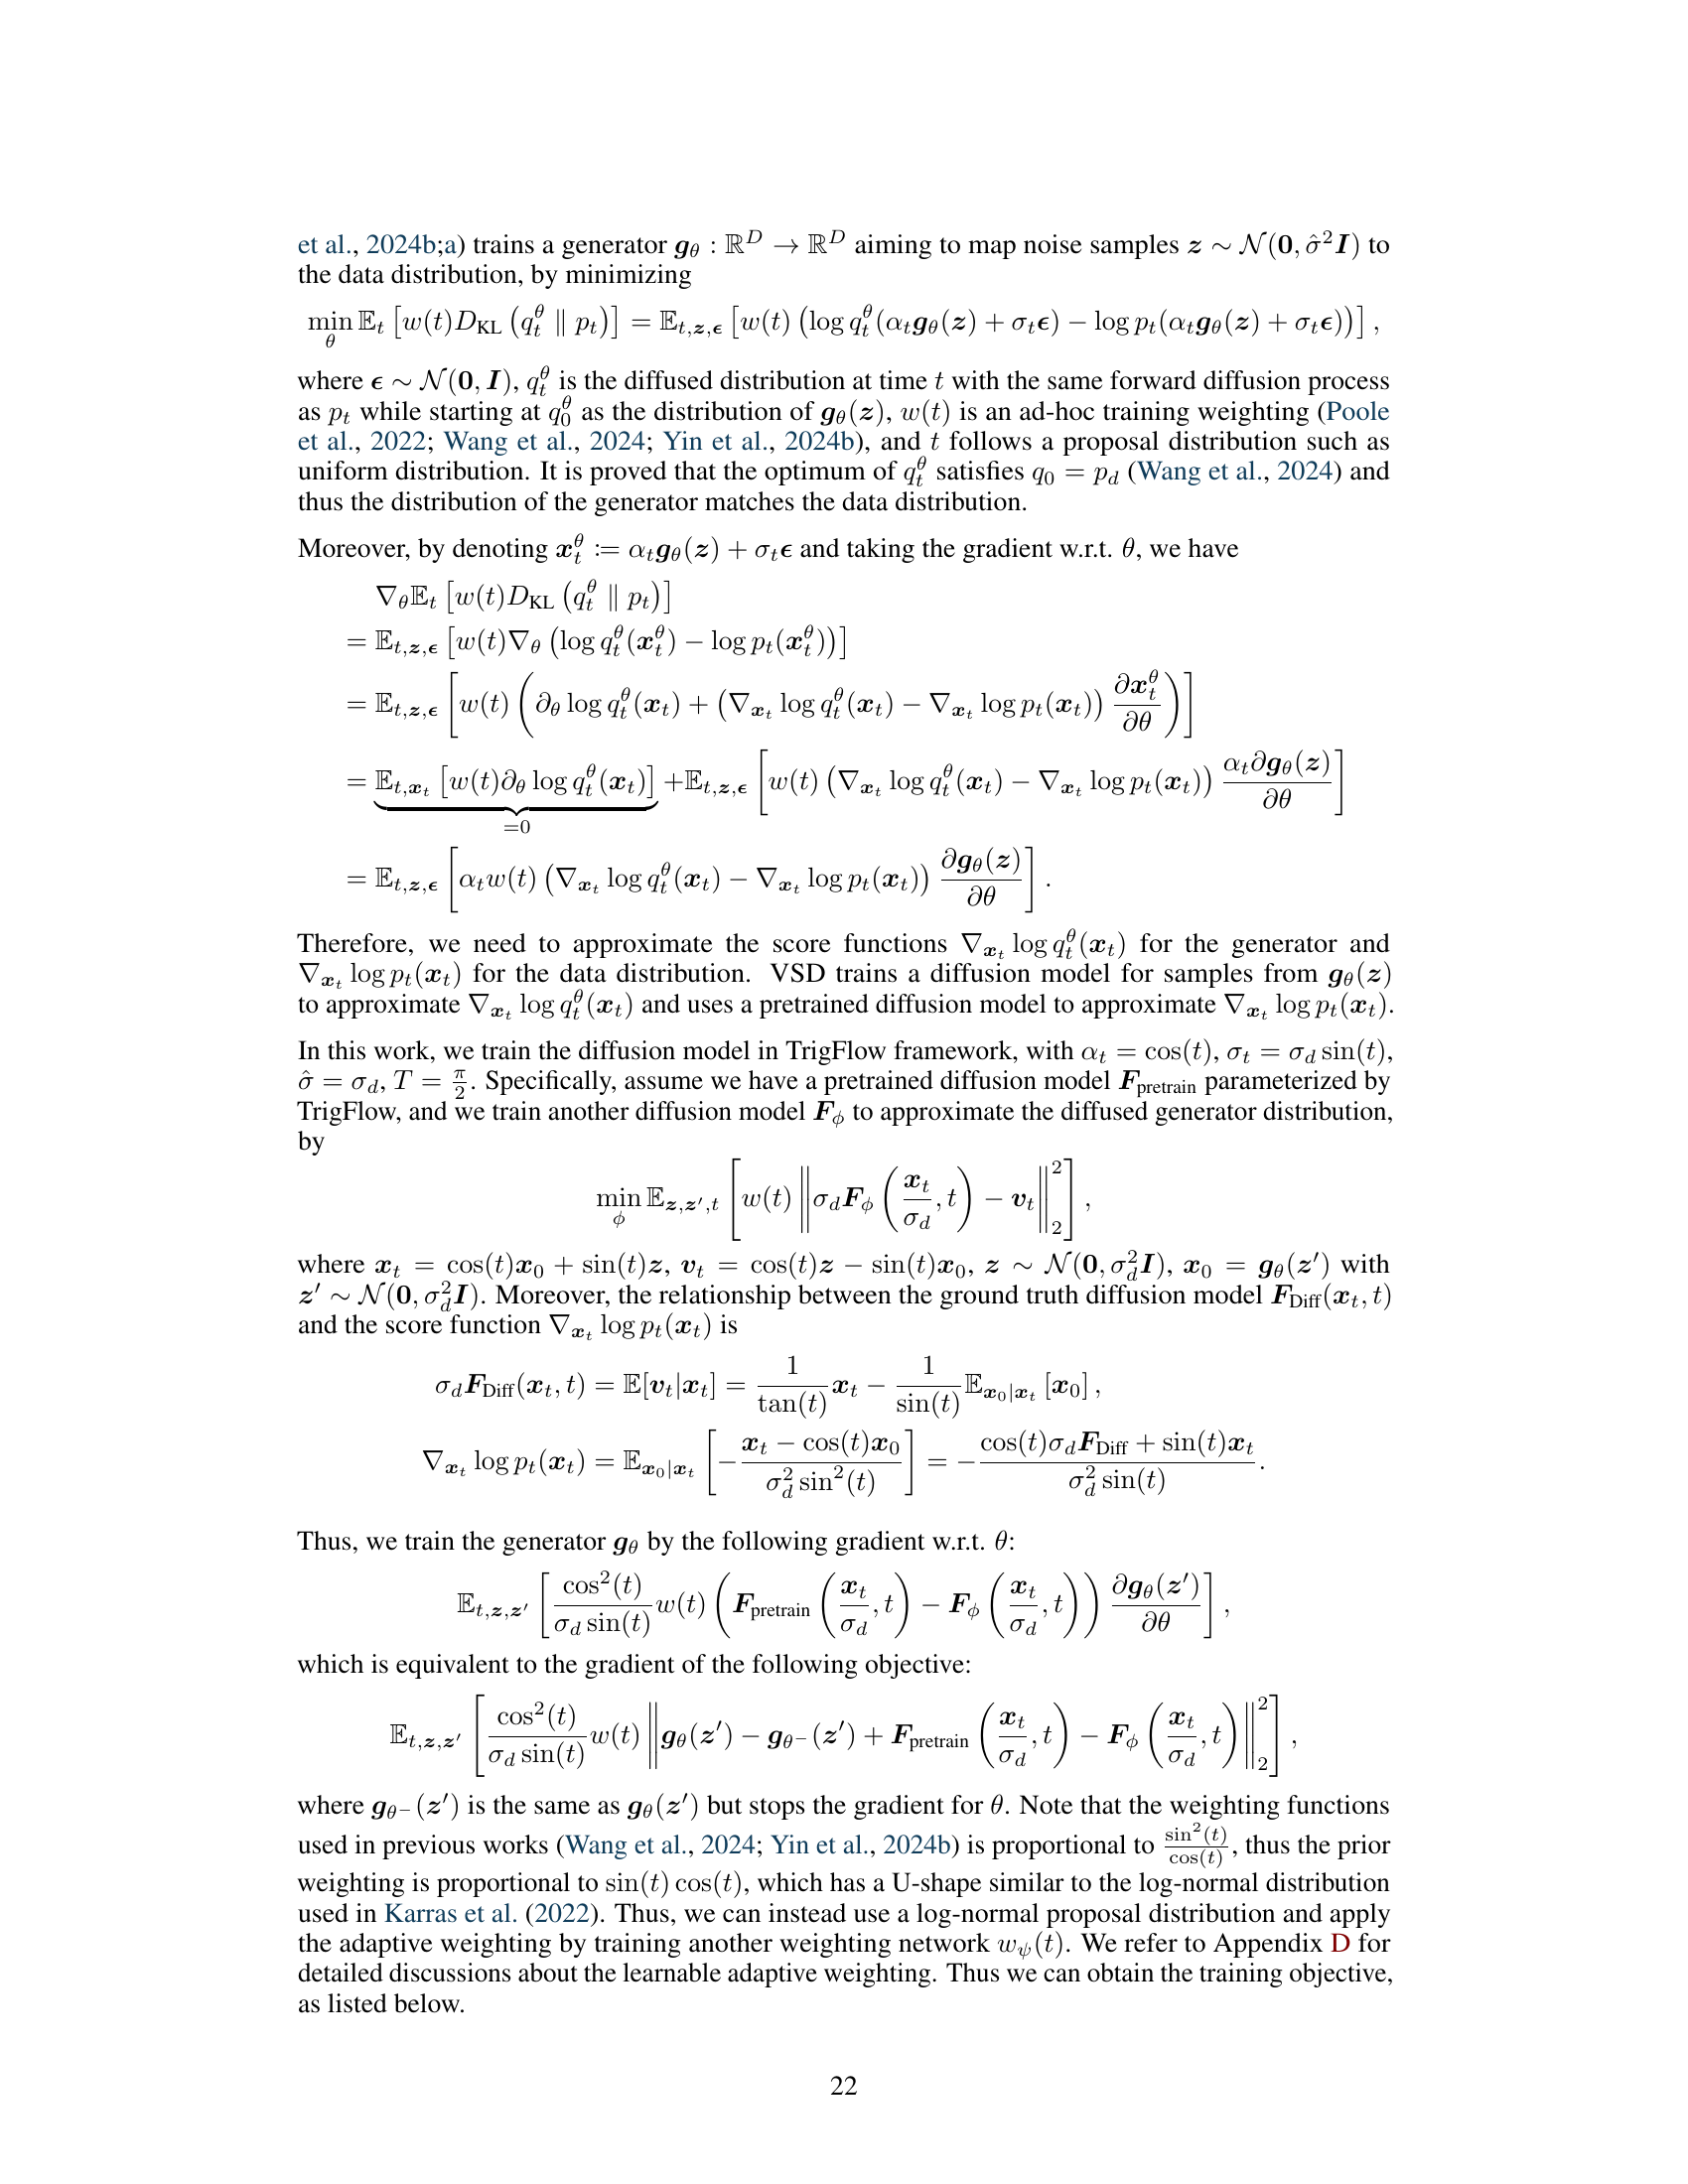 et al., 2024b;a) trains a generator $\boldsymbol{g}_\theta : \mathbb{R}^D \to \mathbb{R}^D$ aiming to map noise samples $\boldsymbol{z} \sim \mathcal{N}(\mathbf{0}, \hat{\sigma}^2 \boldsymbol{I})$ to
the data distribution, by minimizing
$\min_\theta \mathbb{E}_t \left[ w(t) D_{\text{KL}} \left( q_t^\theta \parallel p_t \right) \right] = \mathbb{E}_{t,\boldsymbol{z},\boldsymbol{\epsilon}} \left[ w(t) \left( \log q_t^\theta(\alpha_t \boldsymbol{g}_\theta(\boldsymbol{z}) + \sigma_t \boldsymbol{\epsilon}) - \log p_t(\alpha_t \boldsymbol{g}_\theta(\boldsymbol{z}) + \sigma_t \boldsymbol{\epsilon}) \right) \right],$
where $\boldsymbol{\epsilon} \sim \mathcal{N}(\mathbf{0}, \boldsymbol{I})$, $q_t^\theta$ is the diffused distribution at time $t$ with the same forward diffusion process
as $p_t$ while starting at $q_0^\theta$ as the distribution of $\boldsymbol{g}_\theta(\boldsymbol{z})$, $w(t)$ is an ad-hoc training weighting (Poole
et al., 2022; Wang et al., 2024; Yin et al., 2024b), and $t$ follows a proposal distribution such as
uniform distribution. It is proved that the optimum of $q_t^\theta$ satisfies $q_0 = p_d$ (Wang et al., 2024) and
thus the distribution of the generator matches the data distribution.
Moreover, by denoting $\boldsymbol{x}_t^\theta := \alpha_t \boldsymbol{g}_\theta(\boldsymbol{z}) + \sigma_t \boldsymbol{\epsilon}$ and taking the gradient w.r.t. $\theta$, we have
$\nabla_\theta \mathbb{E}_t \left[ w(t) D_{\text{KL}} \left( q_t^\theta \parallel p_t \right) \right]$
$= \mathbb{E}_{t,\boldsymbol{z},\boldsymbol{\epsilon}} \left[ w(t) \nabla_\theta \left( \log q_t^\theta(\boldsymbol{x}_t^\theta) - \log p_t(\boldsymbol{x}_t^\theta) \right) \right]$
$= \mathbb{E}_{t,\boldsymbol{z},\boldsymbol{\epsilon}} \left[ w(t) \left( \partial_\theta \log q_t^\theta(\boldsymbol{x}_t) + \left( \nabla_{\boldsymbol{x}_t} \log q_t^\theta(\boldsymbol{x}_t) - \nabla_{\boldsymbol{x}_t} \log p_t(\boldsymbol{x}_t) \right) \frac{\partial \boldsymbol{x}_t^\theta}{\partial \theta} \right) \right]$
$= \underbrace{\mathbb{E}_{t,\boldsymbol{x}_t} \left[ w(t) \partial_\theta \log q_t^\theta(\boldsymbol{x}_t) \right]}_{=0} + \mathbb{E}_{t,\boldsymbol{z},\boldsymbol{\epsilon}} \left[ w(t) \left( \nabla_{\boldsymbol{x}_t} \log q_t^\theta(\boldsymbol{x}_t) - \nabla_{\boldsymbol{x}_t} \log p_t(\boldsymbol{x}_t) \right) \frac{\alpha_t \partial \boldsymbol{g}_\theta(\boldsymbol{z})}{\partial \theta} \right]$
$= \mathbb{E}_{t,\boldsymbol{z},\boldsymbol{\epsilon}} \left[ \alpha_t w(t) \left( \nabla_{\boldsymbol{x}_t} \log q_t^\theta(\boldsymbol{x}_t) - \nabla_{\boldsymbol{x}_t} \log p_t(\boldsymbol{x}_t) \right) \frac{\partial \boldsymbol{g}_\theta(\boldsymbol{z})}{\partial \theta} \right].$
Therefore, we need to approximate the score functions $\nabla_{\boldsymbol{x}_t} \log q_t^\theta(\boldsymbol{x}_t)$ for the generator and
$\nabla_{\boldsymbol{x}_t} \log p_t(\boldsymbol{x}_t)$ for the data distribution. VSD trains a diffusion model for samples from $\boldsymbol{g}_\theta(\boldsymbol{z})$
to approximate $\nabla_{\boldsymbol{x}_t} \log q_t^\theta(\boldsymbol{x}_t)$ and uses a pretrained diffusion model to approximate $\nabla_{\boldsymbol{x}_t} \log p_t(\boldsymbol{x}_t)$.
In this work, we train the diffusion model in TrigFlow framework, with $\alpha_t = \cos(t)$, $\sigma_t = \sigma_d \sin(t)$,
$\hat{\sigma} = \sigma_d$, $T = \frac{\pi}{2}$. Specifically, assume we have a pretrained diffusion model $\boldsymbol{F}_{\text{pretrain}}$ parameterized by
TrigFlow, and we train another diffusion model $\boldsymbol{F}_\phi$ to approximate the diffused generator distribution,
by
$\min_\phi \mathbb{E}_{\boldsymbol{z},\boldsymbol{z}',t} \left[ w(t) \left\| \sigma_d \boldsymbol{F}_\phi \left( \frac{\boldsymbol{x}_t}{\sigma_d}, t \right) - \boldsymbol{v}_t \right\|_2^2 \right],$
where $\boldsymbol{x}_t = \cos(t)\boldsymbol{x}_0 + \sin(t)\boldsymbol{z}$, $\boldsymbol{v}_t = \cos(t)\boldsymbol{z} - \sin(t)\boldsymbol{x}_0$, $\boldsymbol{z} \sim \mathcal{N}(\mathbf{0}, \sigma_d^2 \boldsymbol{I})$, $\boldsymbol{x}_0 = \boldsymbol{g}_\theta(\boldsymbol{z}')$ with
$\boldsymbol{z}' \sim \mathcal{N}(\mathbf{0}, \sigma_d^2 \boldsymbol{I})$. Moreover, the relationship between the ground truth diffusion model $\boldsymbol{F}_{\text{Diff}}(\boldsymbol{x}_t, t)$
and the score function $\nabla_{\boldsymbol{x}_t} \log p_t(\boldsymbol{x}_t)$ is
$\sigma_d \boldsymbol{F}_{\text{Diff}}(\boldsymbol{x}_t, t) = \mathbb{E}[\boldsymbol{v}_t | \boldsymbol{x}_t] = \frac{1}{\tan(t)} \boldsymbol{x}_t - \frac{1}{\sin(t)} \mathbb{E}_{\boldsymbol{x}_0 | \boldsymbol{x}_t} [\boldsymbol{x}_0],$
$\nabla_{\boldsymbol{x}_t} \log p_t(\boldsymbol{x}_t) = \mathbb{E}_{\boldsymbol{x}_0 | \boldsymbol{x}_t} \left[ -\frac{\boldsymbol{x}_t - \cos(t)\boldsymbol{x}_0}{\sigma_d^2 \sin^2(t)} \right] = -\frac{\cos(t) \sigma_d \boldsymbol{F}_{\text{Diff}} + \sin(t) \boldsymbol{x}_t}{\sigma_d^2 \sin(t)}.$
Thus, we train the generator $\boldsymbol{g}_\theta$ by the following gradient w.r.t. $\theta$:
$\mathbb{E}_{t,\boldsymbol{z},\boldsymbol{z}'} \left[ \frac{\cos^2(t)}{\sigma_d \sin(t)} w(t) \left( \boldsymbol{F}_{\text{pretrain}} \left( \frac{\boldsymbol{x}_t}{\sigma_d}, t \right) - \boldsymbol{F}_\phi \left( \frac{\boldsymbol{x}_t}{\sigma_d}, t \right) \right) \frac{\partial \boldsymbol{g}_\theta(\boldsymbol{z}')}{\partial \theta} \right],$
which is equivalent to the gradient of the following objective:
$\mathbb{E}_{t,\boldsymbol{z},\boldsymbol{z}'} \left[ \frac{\cos^2(t)}{\sigma_d \sin(t)} w(t) \left\| \boldsymbol{g}_\theta(\boldsymbol{z}') - \boldsymbol{g}_{\theta^-}(\boldsymbol{z}') + \boldsymbol{F}_{\text{pretrain}} \left( \frac{\boldsymbol{x}_t}{\sigma_d}, t \right) - \boldsymbol{F}_\phi \left( \frac{\boldsymbol{x}_t}{\sigma_d}, t \right) \right\|_2^2 \right],$
where $\boldsymbol{g}_{\theta^-}(\boldsymbol{z}')$ is the same as $\boldsymbol{g}_\theta(\boldsymbol{z}')$ but stops the gradient for $\theta$. Note that the weighting functions
used in previous works (Wang et al., 2024; Yin et al., 2024b) is proportional to $\frac{\sin^2(t)}{\cos(t)}$, thus the prior
weighting is proportional to $\sin(t) \cos(t)$, which has a U-shape similar to the log-normal distribution
used in Karras et al. (2022). Thus, we can instead use a log-normal proposal distribution and apply
the adaptive weighting by training another weighting network $w_\psi(t)$. We refer to Appendix D for
detailed discussions about the learnable adaptive weighting. Thus we can obtain the training objective,
as listed below.
22